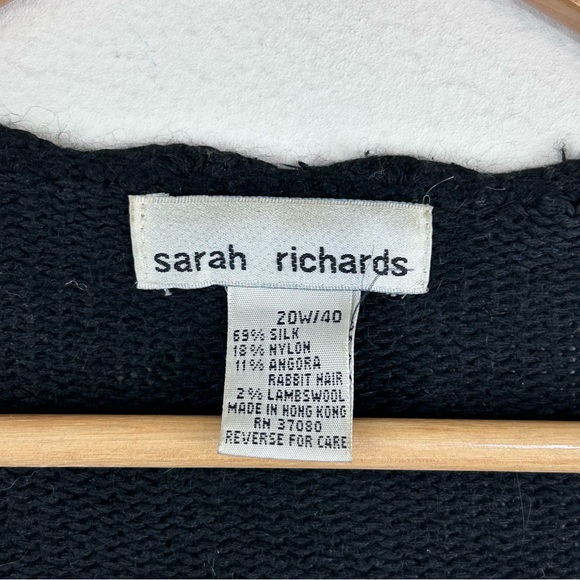 sarah richards
20W/40
69% SILK
18% NYLON
11% ANGORA
RABBIT HAIR
2% LAMBSWOOL
MADE IN HONG KONG
RN 37080
REVERSE FOR CARE